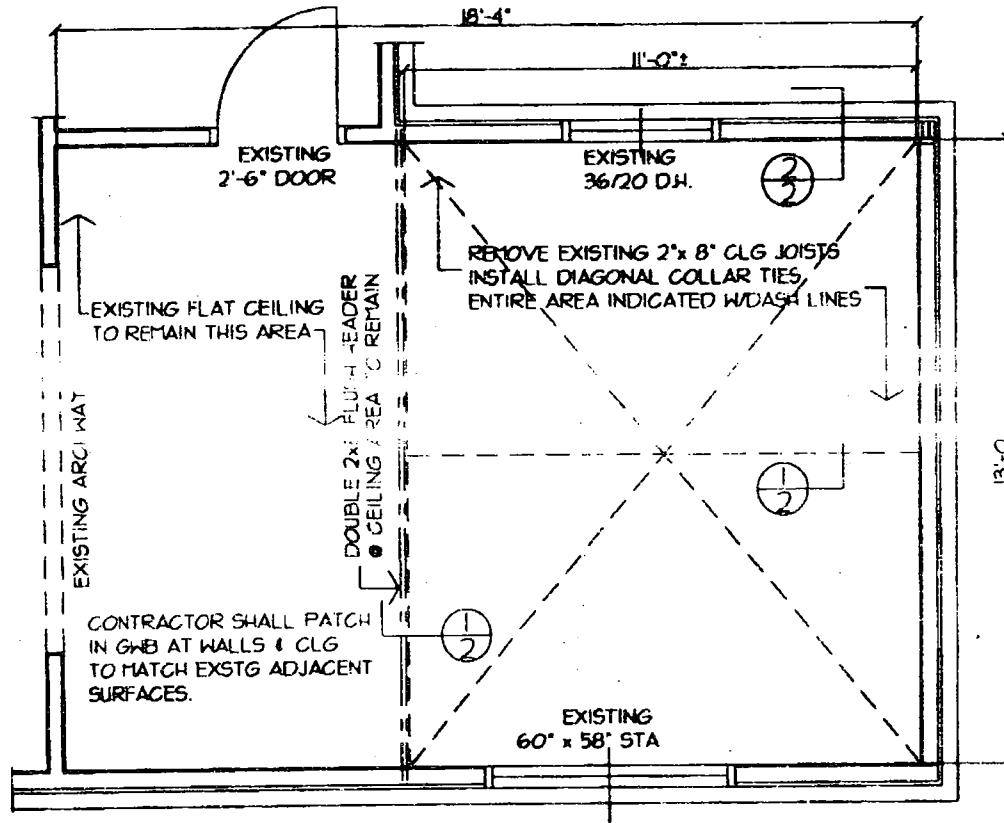 18'-4"
11'-0"±
EXISTING
2'-6" DOOR
EXISTING
36/20 D.H.
2
2
REMOVE EXISTING 2"x 8" CLG JOISTS
INSTALL DIAGONAL COLLAR TIES
ENTIRE AREA INDICATED W/DASH LINES
EXISTING FLAT CEILING
TO REMAIN THIS AREA
DOUBLE FLUSH HEADER
@ CEILING AREA TO REMAIN
EXISTING ARCHWAY
13'-0
1
2
CONTRACTOR SHALL PATCH
IN GWB AT WALLS & CLG
TO MATCH EXSTG ADJACENT
SURFACES.
1
2
EXISTING
60" x 58" STA